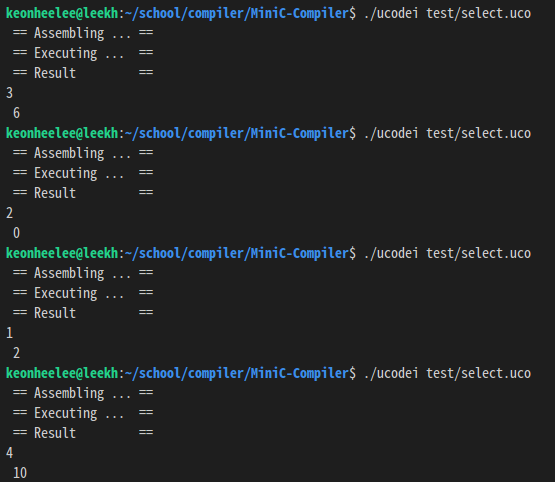 keonheelee@leekh:~/school/compiler/MiniC-Compiler$ ./ucodei test/select.uco
== Assembling ... ==
== Executing ...  ==
== Result         ==
3
6
keonheelee@leekh:~/school/compiler/MiniC-Compiler$ ./ucodei test/select.uco
== Assembling ... ==
== Executing ...  ==
== Result         ==
2
0
keonheelee@leekh:~/school/compiler/MiniC-Compiler$ ./ucodei test/select.uco
== Assembling ... ==
== Executing ...  ==
== Result         ==
1
2
keonheelee@leekh:~/school/compiler/MiniC-Compiler$ ./ucodei test/select.uco
== Assembling ... ==
== Executing ...  ==
== Result         ==
4
10